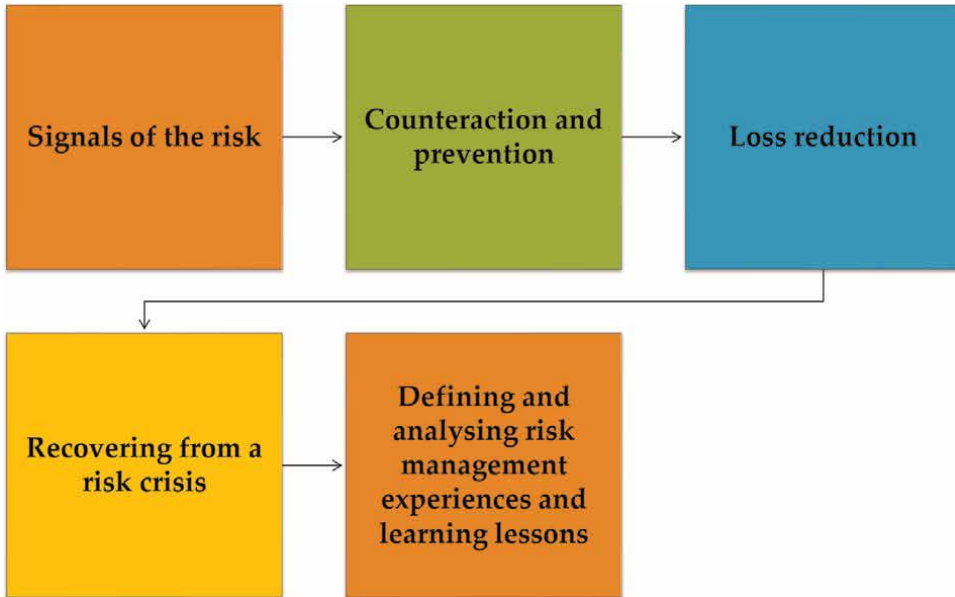 Signals of the risk
Counteraction and
prevention
Loss reduction
Recovering from a
risk crisis
Defining and
analysing risk
management
experiences and
learning lessons